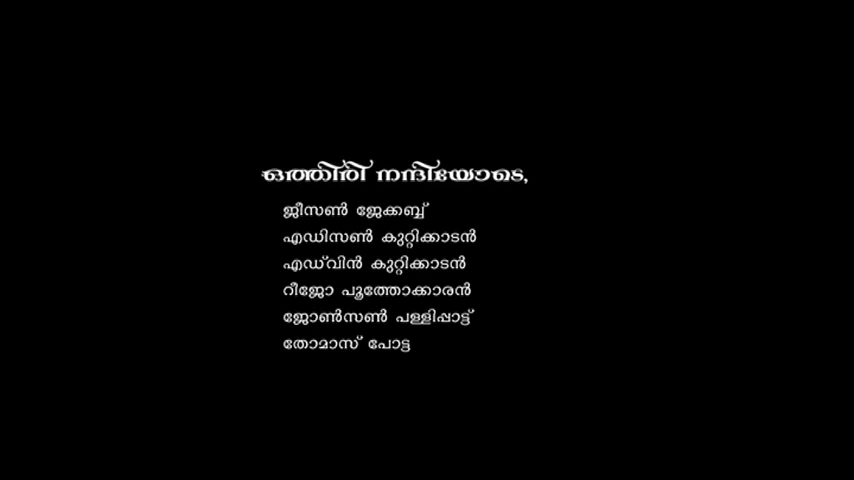 ഒത്തിരി നന്ദിയോടെ,
ജീസൺ ജേക്കബ്ബ്
എഡിസൺ കുറ്റിക്കാടൻ
എഡ്‌വിൻ കുറ്റിക്കാടൻ
റീജോ പൂത്തോക്കാരൻ
ജോൺസൺ പള്ളിപ്പാട്ട്
തോമാസ് പോട്ട